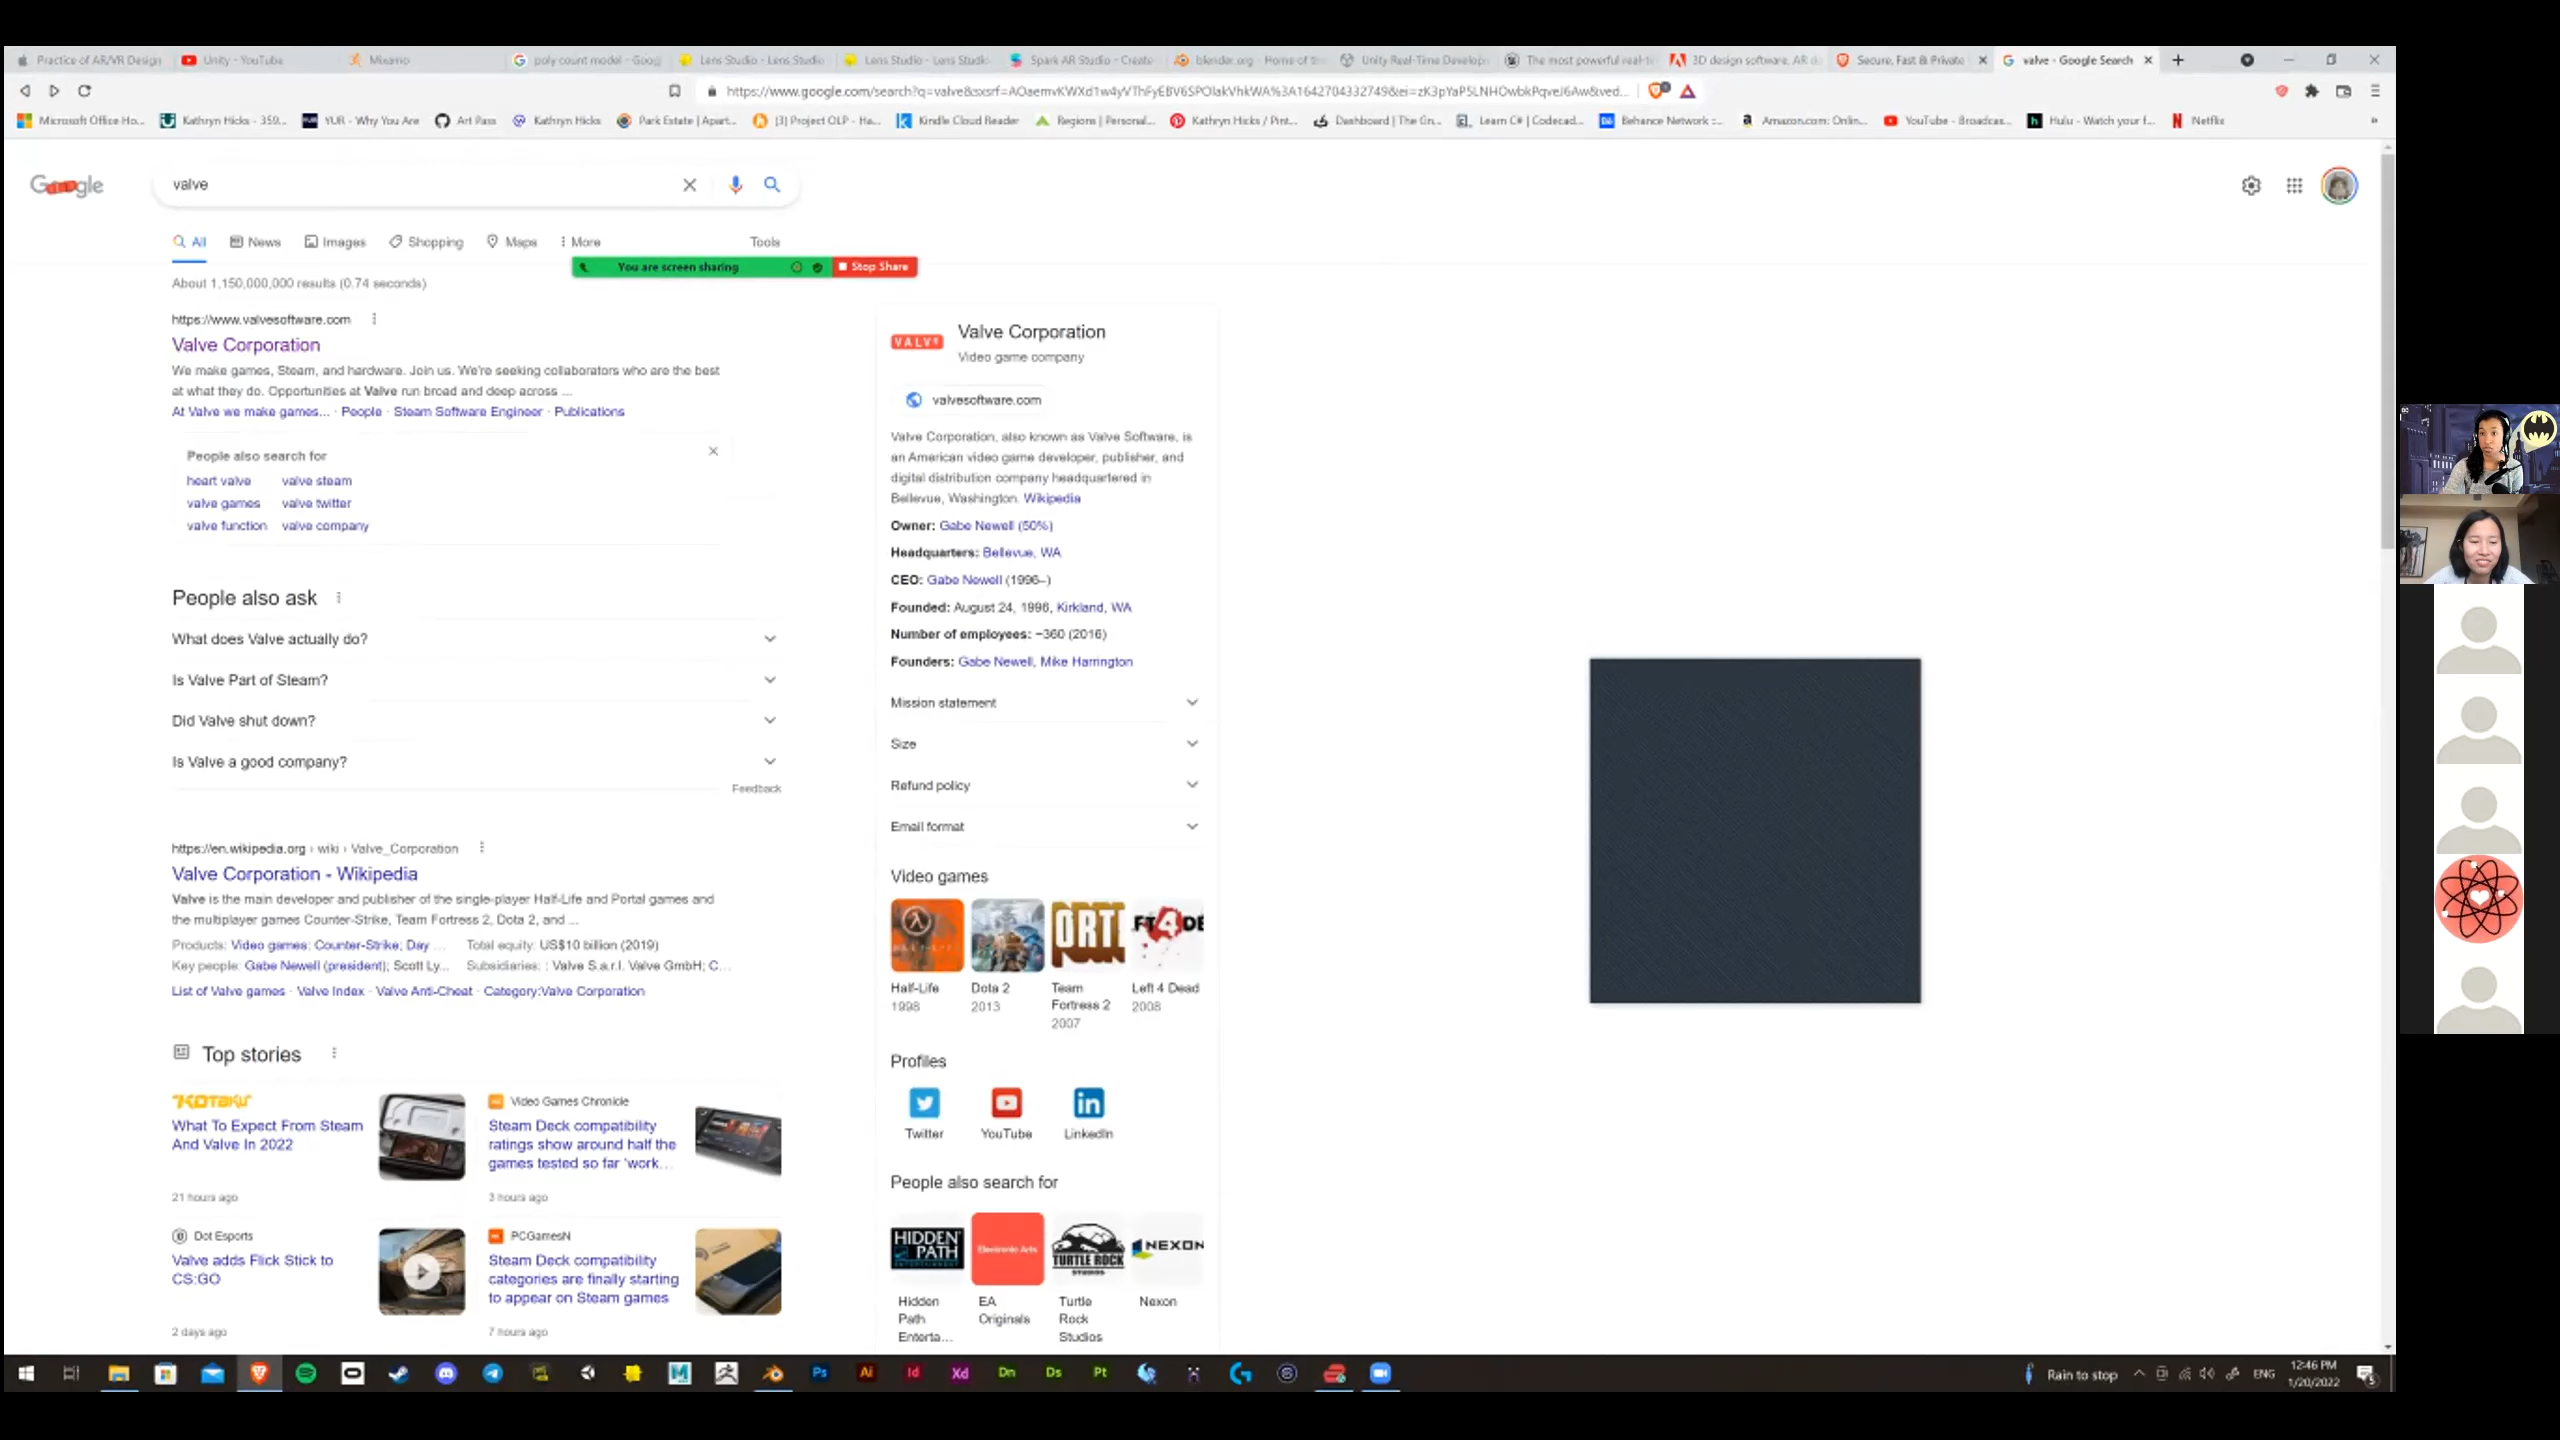 Practice of AR/VR Design
Unity - YouTube
Mixamo
poly count model - Goog
Lens Studio - Lens Studio
Lens Studio - Lens Studio
Spark AR Studio - Create
blender.org - Home of the
Unity Real-Time Develop
The most powerful real-ti
3D design software, AR d
Secure, Fast & Private
valve - Google Search
Microsoft Office Ho...
Kathryn Hicks - 359...
YUR - Why You Are
Art Pass
Kathryn Hicks
Park Estate | Apart...
(3) Project OLP - Ha...
Kindle Cloud Reader
Regions | Personal...
Kathryn Hicks / Pint...
Dashboard | The Gn...
Learn C# | Codecad...
Behance Network ::...
Amazon.com: Onlin...
YouTube - Broadcas...
Hulu - Watch your f...
Netflix
Google
valve
All
News
Images
Shopping
Maps
More
Tools
You are screen sharing
Stop Share
About 1,150,000,000 results (0.74 seconds)
https://www.valvesoftware.com
Valve Corporation
We make games, Steam, and hardware. Join us. We're seeking collaborators who are the best
at what they do. Opportunities at Valve run broad and deep across ...
At Valve we make games... · People · Steam Software Engineer · Publications
People also search for
heart valve
valve steam
valve games
valve twitter
valve function
valve company
People also ask
What does Valve actually do?
Is Valve Part of Steam?
Did Valve shut down?
Is Valve a good company?
Feedback
https://en.wikipedia.org › wiki › Valve_Corporation
Valve Corporation - Wikipedia
Valve is the main developer and publisher of the single-player Half-Life and Portal games and
the multiplayer games Counter-Strike, Team Fortress 2, Dota 2, and ...
Products: Video games; Counter-Strike; Day ...
Total equity: US$10 billion (2019)
Key people: Gabe Newell (president); Scott Ly...
Subsidiaries: ; Valve S.a.r.l. Valve GmbH; C...
List of Valve games · Valve Index · Valve Anti-Cheat · Category:Valve Corporation
Top stories
KOTAKU
What To Expect From Steam
And Valve In 2022
21 hours ago
Video Games Chronicle
Steam Deck compatibility
ratings show around half the
games tested so far 'work...
3 hours ago
Dot Esports
Valve adds Flick Stick to
CS:GO
2 days ago
PCGamesN
Steam Deck compatibility
categories are finally starting
to appear on Steam games
7 hours ago
VALVE
Valve Corporation
Video game company
valvesoftware.com
Valve Corporation, also known as Valve Software, is
an American video game developer, publisher, and
digital distribution company headquartered in
Bellevue, Washington. Wikipedia
Owner: Gabe Newell (50%)
Headquarters: Bellevue, WA
CEO: Gabe Newell (1996–)
Founded: August 24, 1996, Kirkland, WA
Number of employees: ~360 (2016)
Founders: Gabe Newell, Mike Harrington
Mission statement
Size
Refund policy
Email format
Video games
Half-Life
1998
Dota 2
2013
Team
Fortress 2
2007
Left 4 Dead
2008
Profiles
Twitter
YouTube
LinkedIn
People also search for
HIDDEN
PATH
Electronic Arts
TURTLE ROCK
STUDIOS
NEXON
Hidden
Path
Enterta...
EA
Originals
Turtle
Rock
Studios
Nexon
Ps
Ai
Id
Xd
Dn
Ds
Pt
Rain to stop
ENG
12:46 PM
1/20/2022